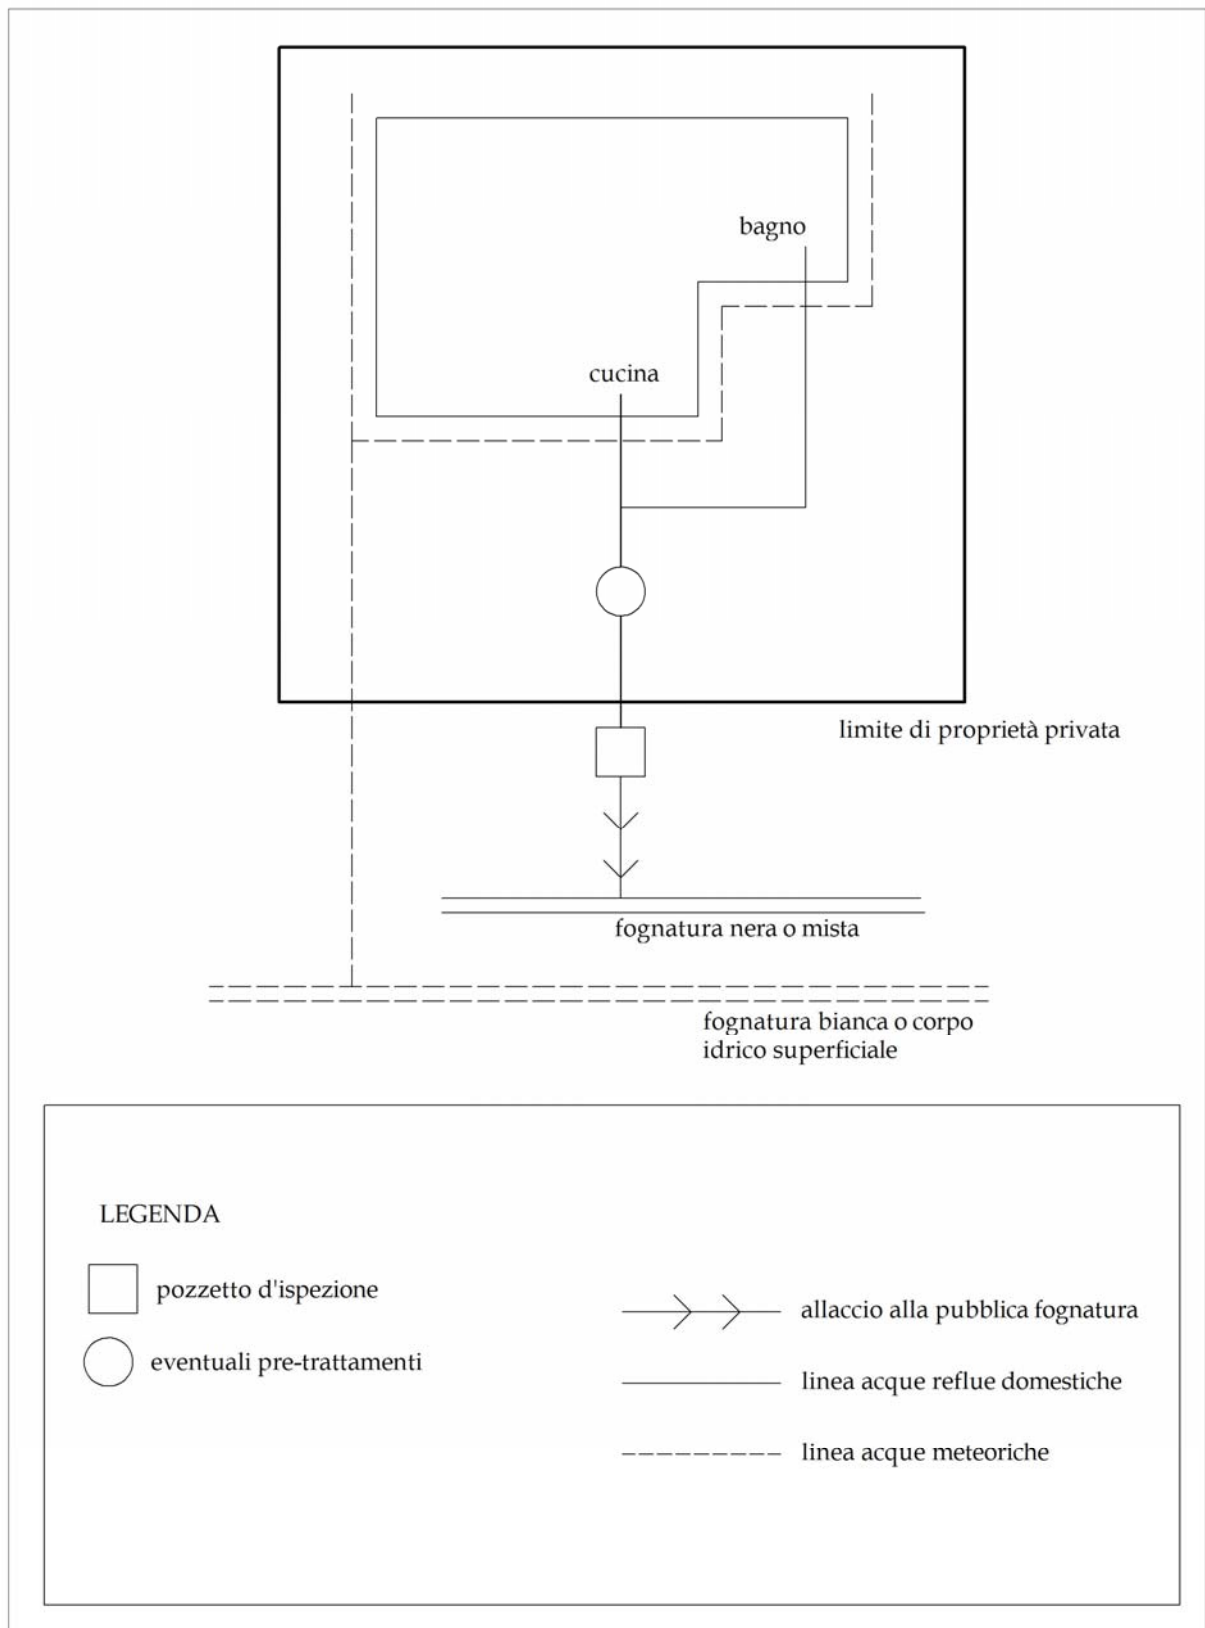 bagno
cucina
limite di proprietà privata
fognatura nera o mista
fognatura bianca o corpo
idrico superficiale
LEGENDA
pozzetto d'ispezione
eventuali pre-trattamenti
allaccio alla pubblica fognatura
linea acque reflue domestiche
linea acque meteoriche